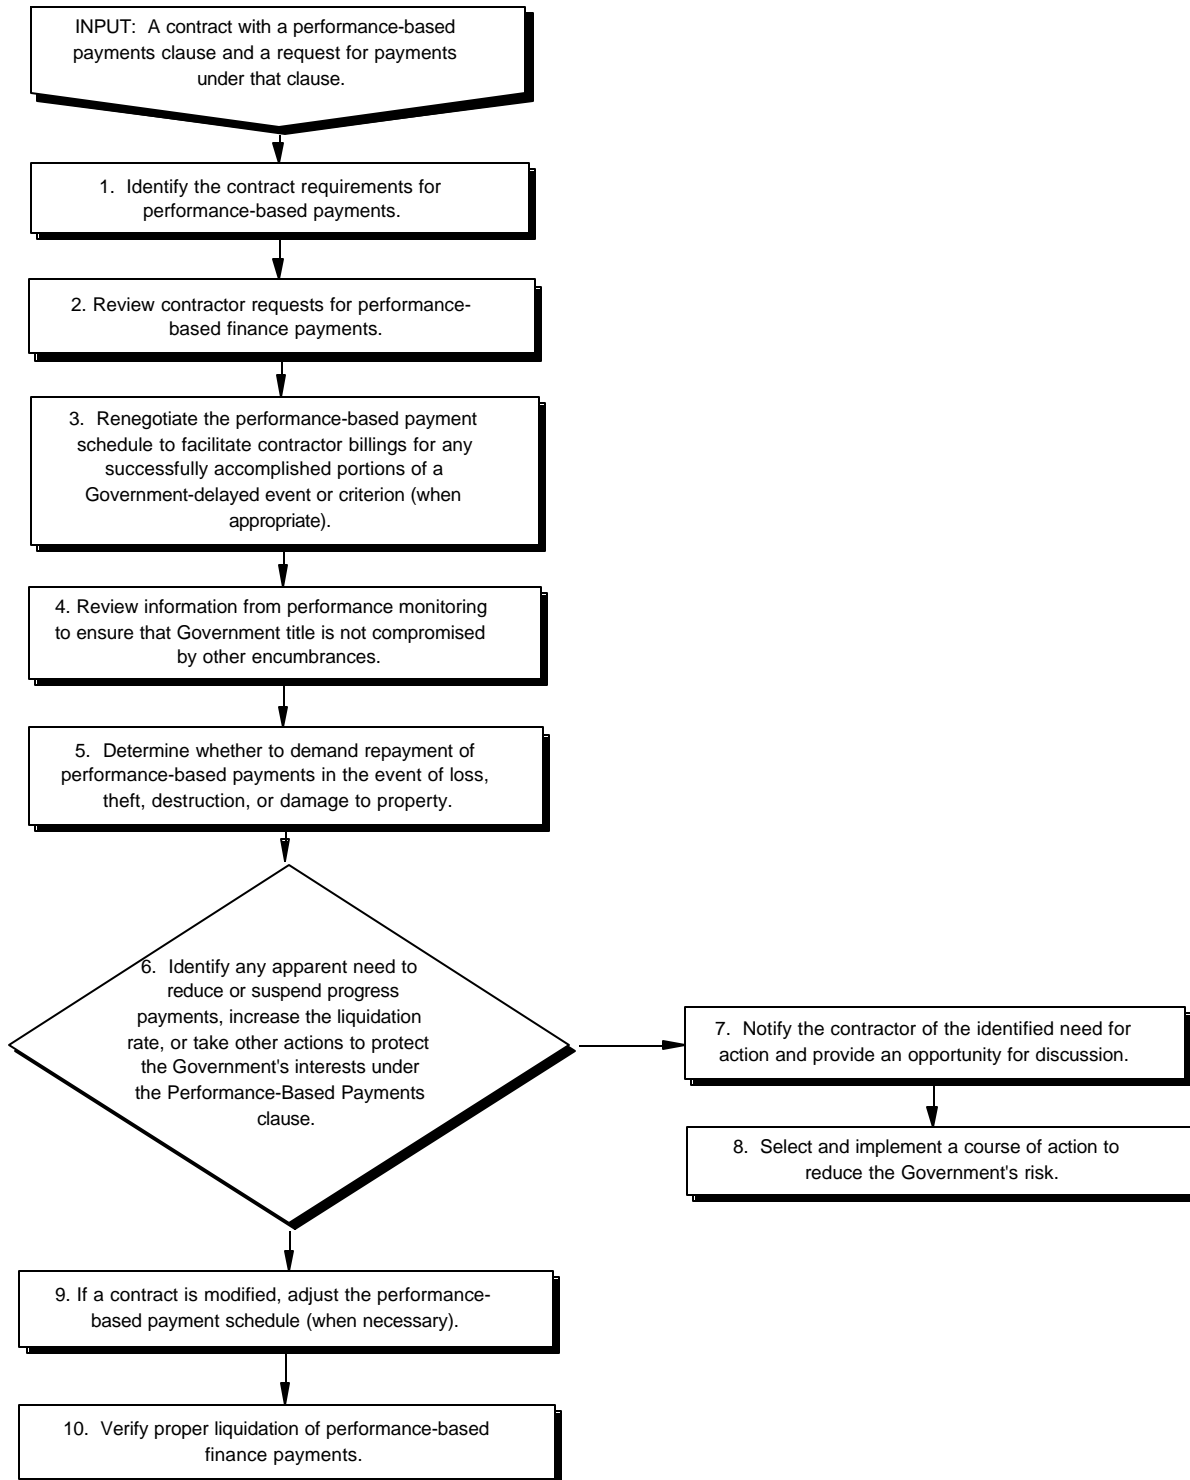 INPUT: A contract with a performance-based
payments clause and a request for payments
under that clause.
1. Identify the contract requirements for
performance-based payments.
2. Review contractor requests for performance-
based finance payments.
3. Renegotiate the performance-based payment
schedule to facilitate contractor billings for any
successfully accomplished portions of a
Government-delayed event or criterion (when
appropriate).
4. Review information from performance monitoring
to ensure that Government title is not compromised
by other encumbrances.
5. Determine whether to demand repayment of
performance-based payments in the event of loss,
theft, destruction, or damage to property.
6. Identify any apparent need to
reduce or suspend progress
payments, increase the liquidation
rate, or take other actions to protect
the Government's interests under
the Performance-Based Payments
clause.
7. Notify the contractor of the identified need for
action and provide an opportunity for discussion.
8. Select and implement a course of action to
reduce the Government's risk.
9. If a contract is modified, adjust the performance-
based payment schedule (when necessary).
10. Verify proper liquidation of performance-based
finance payments.